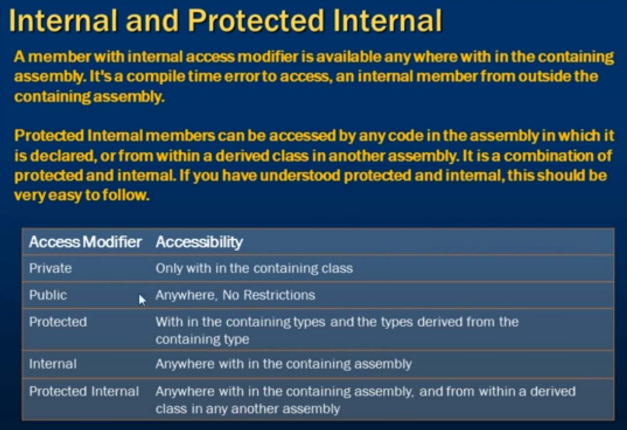 Internal and Protected Internal
A member with internal access modifier is available any where with in the containing
assembly. It's a compile time error to access, an internal member from outside the
containing assembly.
Protected Internal members can be accessed by any code in the assembly in which it
is declared, or from within a derived class in another assembly. It is a combination of
protected and internal. If you have understood protected and internal, this should be
very easy to follow.
Access Modifier Accessibility
Private Only with in the containing class
Public Anywhere, No Restrictions
Protected With in the containing types and the types derived from the
containing type
Internal Anywhere with in the containing assembly
Protected Internal Anywhere with in the containing assembly, and from within a derived
class in any another assembly